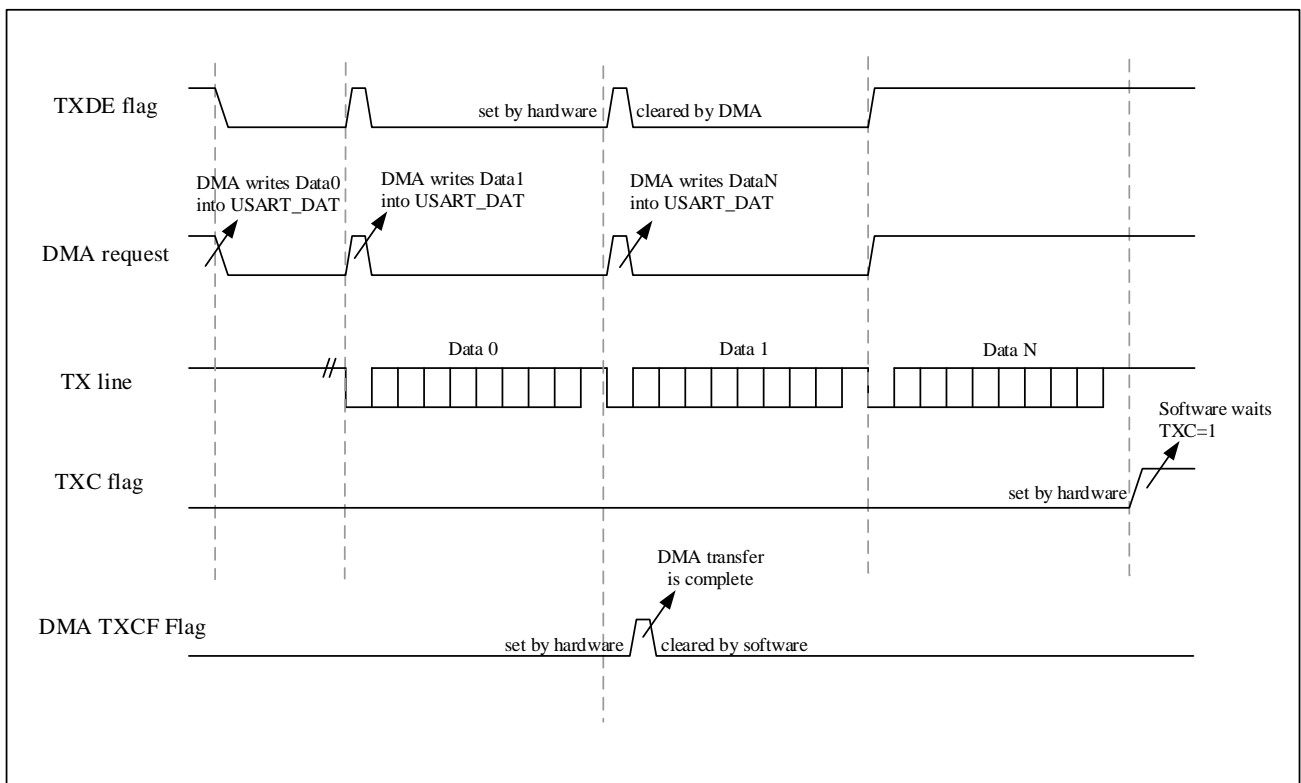 TXDE flag
set by hardware
cleared by DMA
DMA writes Data0
into USART_DAT
DMA writes Data1
into USART_DAT
DMA writes DataN
into USART_DAT
DMA request
Data 0
Data 1
Data N
TX line
Software waits
TXC=1
TXC flag
set by hardware
DMA transfer
is complete
DMA TXCF Flag
set by hardware
cleared by software